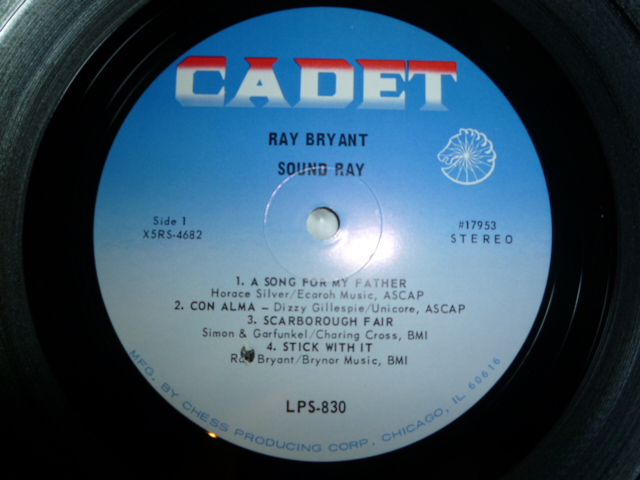 CADET
RAY BRYANT
SOUND RAY
Side 1
X5RS-4682
#17953
STEREO
1. A SONG FOR MY FATHER
Horace Silver/Ecaroh Music, ASCAP
2. CON ALMA – Dizzy Gillespie/Unicore, ASCAP
3. SCARBOROUGH FAIR
Simon & Garfunkel/Charing Cross, BMI
4. STICK WITH IT
Ray Bryant/Brynor Music, BMI
LPS-830
MFG. BY CHESS PRODUCING CORP. CHICAGO, IL 60616